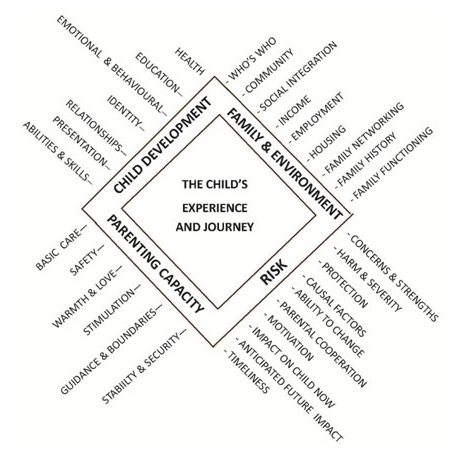 HEALTH
EDUCATION—
EMOTIONAL & BEHAVIOURAL—
IDENTITY—
RELATIONSHIPS—
PRESENTATION—
ABILITIES & SKILLS—
CHILD DEVELOPMENT
- WHO'S WHO
- COMMUNITY
- SOCIAL INTEGRATION
- INCOME
- EMPLOYMENT
- HOUSING
- FAMILY NETWORKING
- FAMILY HISTORY
- FAMILY FUNCTIONING
FAMILY & ENVIRONMENT
THE CHILD'S
EXPERIENCE
AND JOURNEY
PARENTING CAPACITY
BASIC CARE—
SAFETY—
WARMTH & LOVE—
STIMULATION—
GUIDANCE & BOUNDARIES—
STABIILTY & SECURITY—
RISK
- CONCERNS & STRENGTHS
- HARM & SEVERITY
- PROTECTION
- CAUSAL FACTORS
- ABILITY TO CHANGE
- PARENTAL COOPERATION
- MOTIVATION
- IMPACT ON CHILD NOW
- ANTICIPATED FUTURE IMPACT
- TIMELINESS